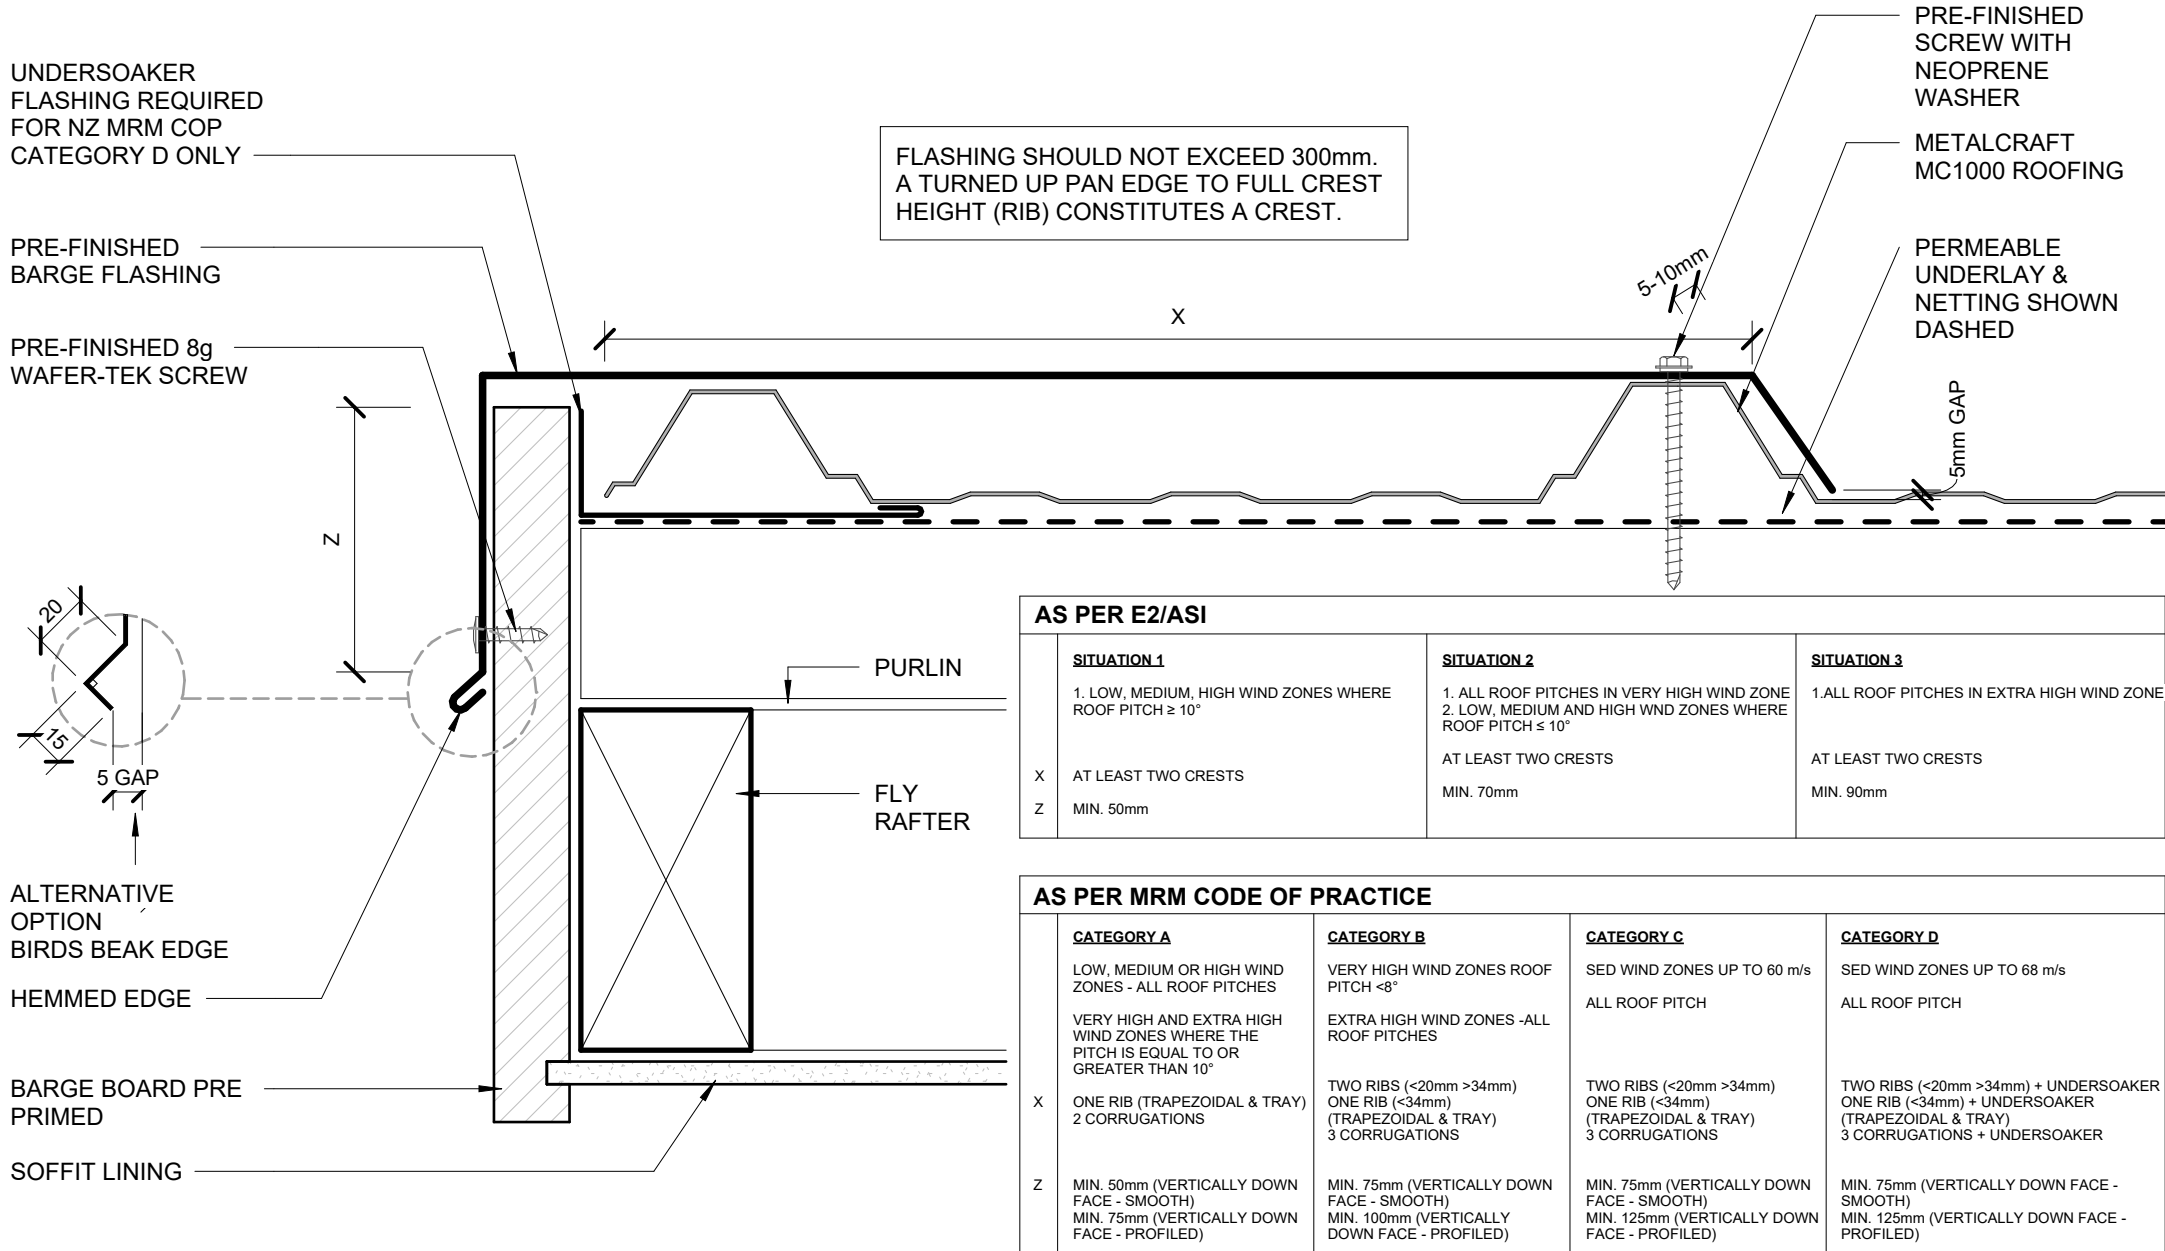 UNDERSOAKER
FLASHING REQUIRED
FOR NZ MRM COP
CATEGORY D ONLY
PRE-FINISHED
BARGE FLASHING
PRE-FINISHED 8g
WAFER-TEK SCREW
FLASHING SHOULD NOT EXCEED 300mm.
A TURNED UP PAN EDGE TO FULL CREST
HEIGHT (RIB) CONSTITUTES A CREST.
PRE-FINISHED
SCREW WITH
NEOPRENE
WASHER
METALCRAFT
MC1000 ROOFING
PERMEABLE
UNDERLAY &
NETTING SHOWN
DASHED
5-10mm
X
5mm GAP
Z
20
15
5 GAP
ALTERNATIVE
OPTION
BIRDS BEAK EDGE
HEMMED EDGE
BARGE BOARD PRE
PRIMED
SOFFIT LINING
PURLIN
FLY
RAFTER
AS PER E2/ASI
SITUATION 1
1. LOW, MEDIUM, HIGH WIND ZONES WHERE
ROOF PITCH ≥ 10°
X AT LEAST TWO CRESTS
Z MIN. 50mm
SITUATION 2
1. ALL ROOF PITCHES IN VERY HIGH WIND ZONE
2. LOW, MEDIUM AND HIGH WND ZONES WHERE
ROOF PITCH ≤ 10°
AT LEAST TWO CRESTS
MIN. 70mm
SITUATION 3
1.ALL ROOF PITCHES IN EXTRA HIGH WIND ZONE
AT LEAST TWO CRESTS
MIN. 90mm
AS PER MRM CODE OF PRACTICE
CATEGORY A
LOW, MEDIUM OR HIGH WIND
ZONES - ALL ROOF PITCHES
VERY HIGH AND EXTRA HIGH
WIND ZONES WHERE THE
PITCH IS EQUAL TO OR
GREATER THAN 10°
X ONE RIB (TRAPEZOIDAL & TRAY)
2 CORRUGATIONS
Z MIN. 50mm (VERTICALLY DOWN
FACE - SMOOTH)
MIN. 75mm (VERTICALLY DOWN
FACE - PROFILED)
CATEGORY B
VERY HIGH WIND ZONES ROOF
PITCH <8°
EXTRA HIGH WIND ZONES -ALL
ROOF PITCHES
TWO RIBS (<20mm >34mm)
ONE RIB (<34mm)
(TRAPEZOIDAL & TRAY)
3 CORRUGATIONS
MIN. 75mm (VERTICALLY DOWN
FACE - SMOOTH)
MIN. 100mm (VERTICALLY
DOWN FACE - PROFILED)
CATEGORY C
SED WIND ZONES UP TO 60 m/s
ALL ROOF PITCH
TWO RIBS (<20mm >34mm)
ONE RIB (<34mm)
(TRAPEZOIDAL & TRAY)
3 CORRUGATIONS
MIN. 75mm (VERTICALLY DOWN
FACE - SMOOTH)
MIN. 125mm (VERTICALLY DOWN
FACE - PROFILED)
CATEGORY D
SED WIND ZONES UP TO 68 m/s
ALL ROOF PITCH
TWO RIBS (<20mm >34mm) + UNDERSOAKER
ONE RIB (<34mm) + UNDERSOAKER
(TRAPEZOIDAL & TRAY)
3 CORRUGATIONS + UNDERSOAKER
MIN. 75mm (VERTICALLY DOWN FACE -
SMOOTH)
MIN. 125mm (VERTICALLY DOWN FACE -
PROFILED)